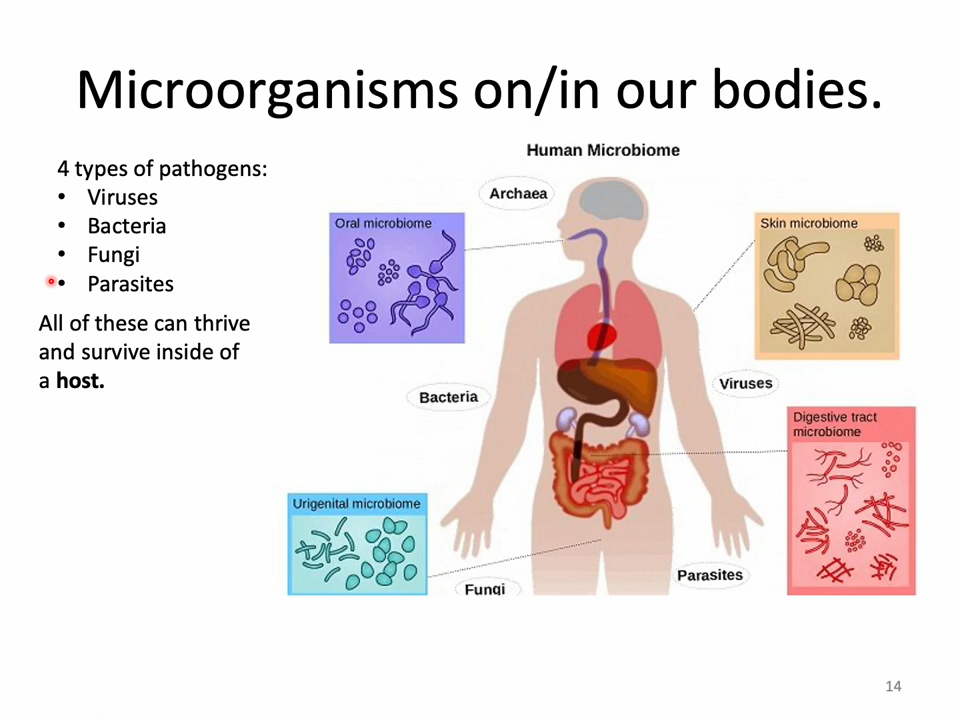 Microorganisms on/in our bodies.
4 types of pathogens:
• Viruses
• Bacteria
• Fungi
• Parasites
All of these can thrive
and survive inside of
a host.
Human Microbiome
Archaea
Oral microbiome
Skin microbiome
Viruses
Bacteria
Digestive tract
microbiome
Urigenital microbiome
Parasites
Fungi
14